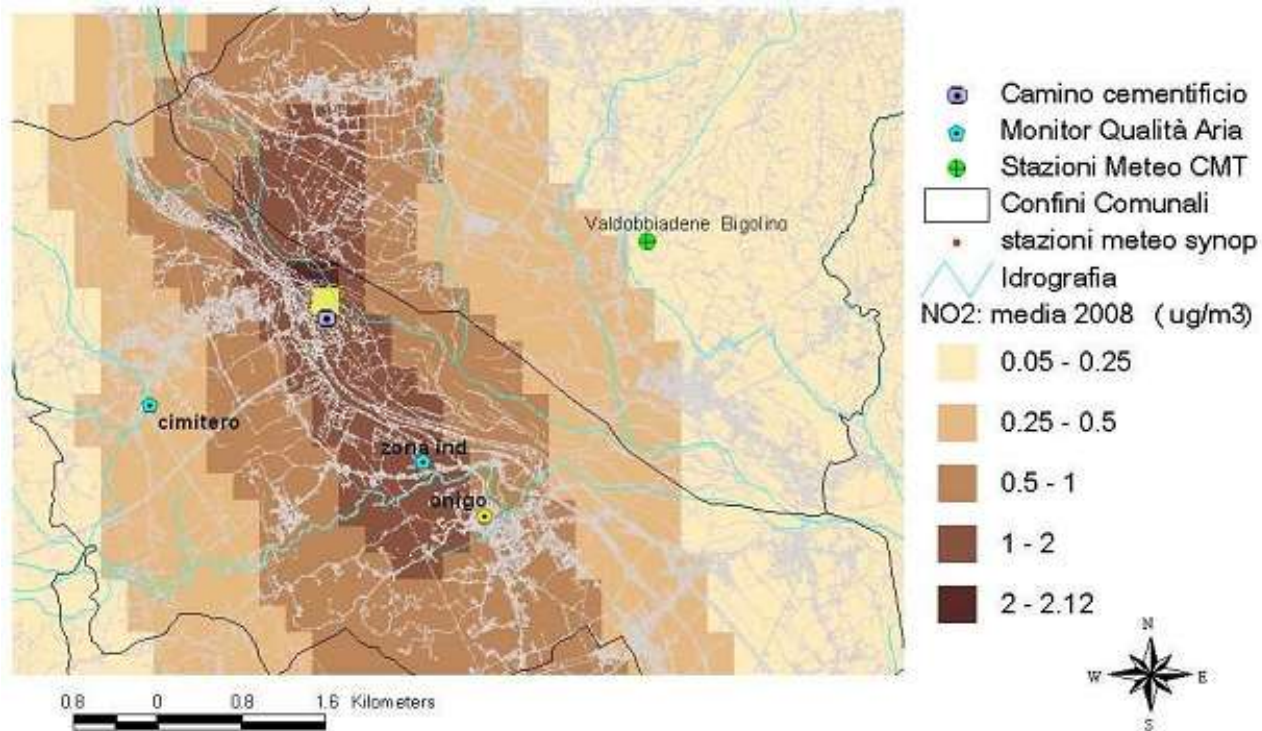 Camino cementificio
Monitor Qualità Aria
Stazioni Meteo CMT
Confini Comunali
stazioni meteo synop
Idrografia
NO2: media 2008 (ug/m3)
0.05 - 0.25
0.25 - 0.5
0.5 - 1
1 - 2
2 - 2.12
Valdobbiadene Bigolino
cimitero
zona ind
onigo
0.8 0 0.8 1.6 Kilometers
N
W E
S